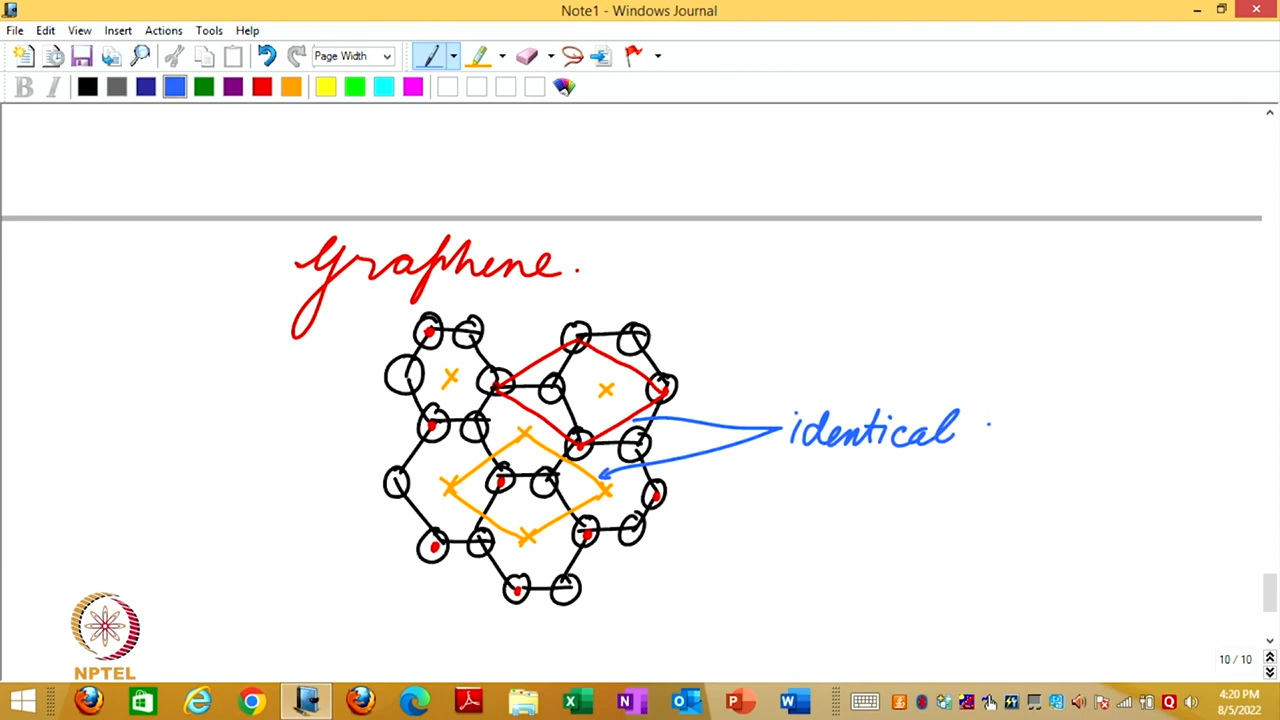 Note1 - Windows Journal
File Edit View Insert Actions Tools Help
Page Width
B I
graphene.
identical
10 / 10
NPTEL
4:20 PM
8/5/2022